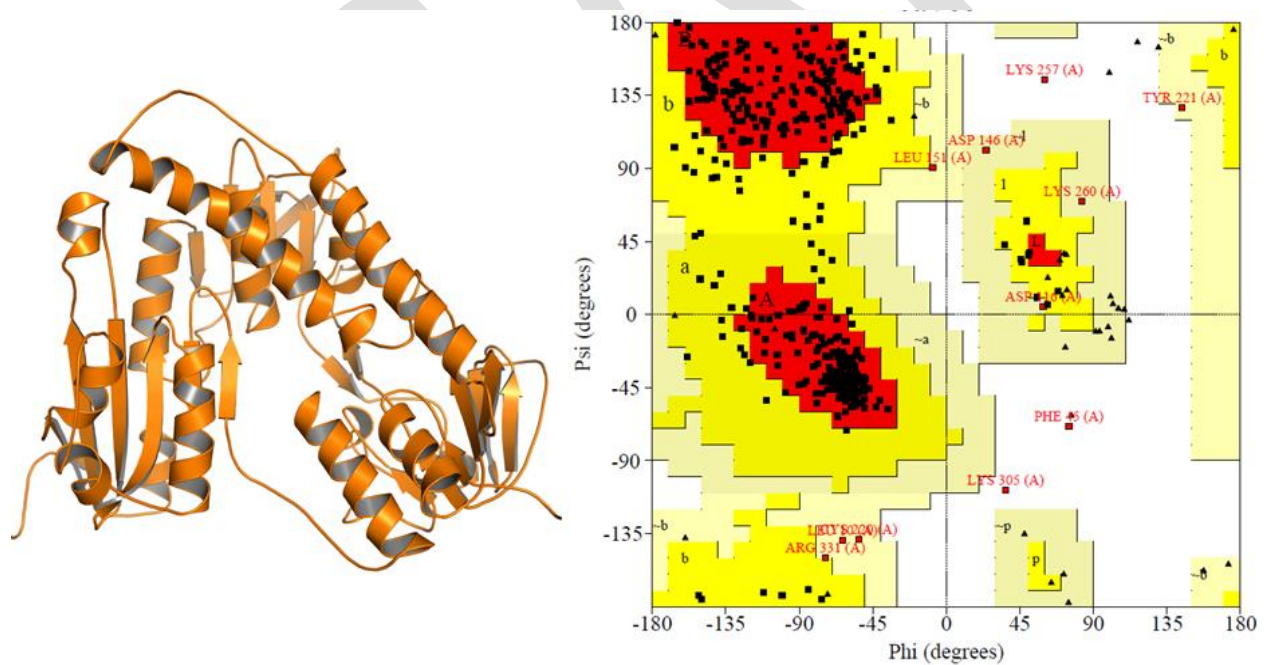 180
B
~b
b
LYS 257 (A)
135
TYR 221 (A)
b
~b
ASP 146 (A)
~l
LEU 151 (A)
90
l
LYS 260 (A)
45
L
a
A
ASP 116 (A)
0
~a
-45
PHE 45 (A)
-90
LYS 305 (A)
-135
~b
~p
ARG 331 (A)
b
p
~b
-180 -135 -90 -45 0 45 90 135 180
Psi (degrees)
Phi (degrees)